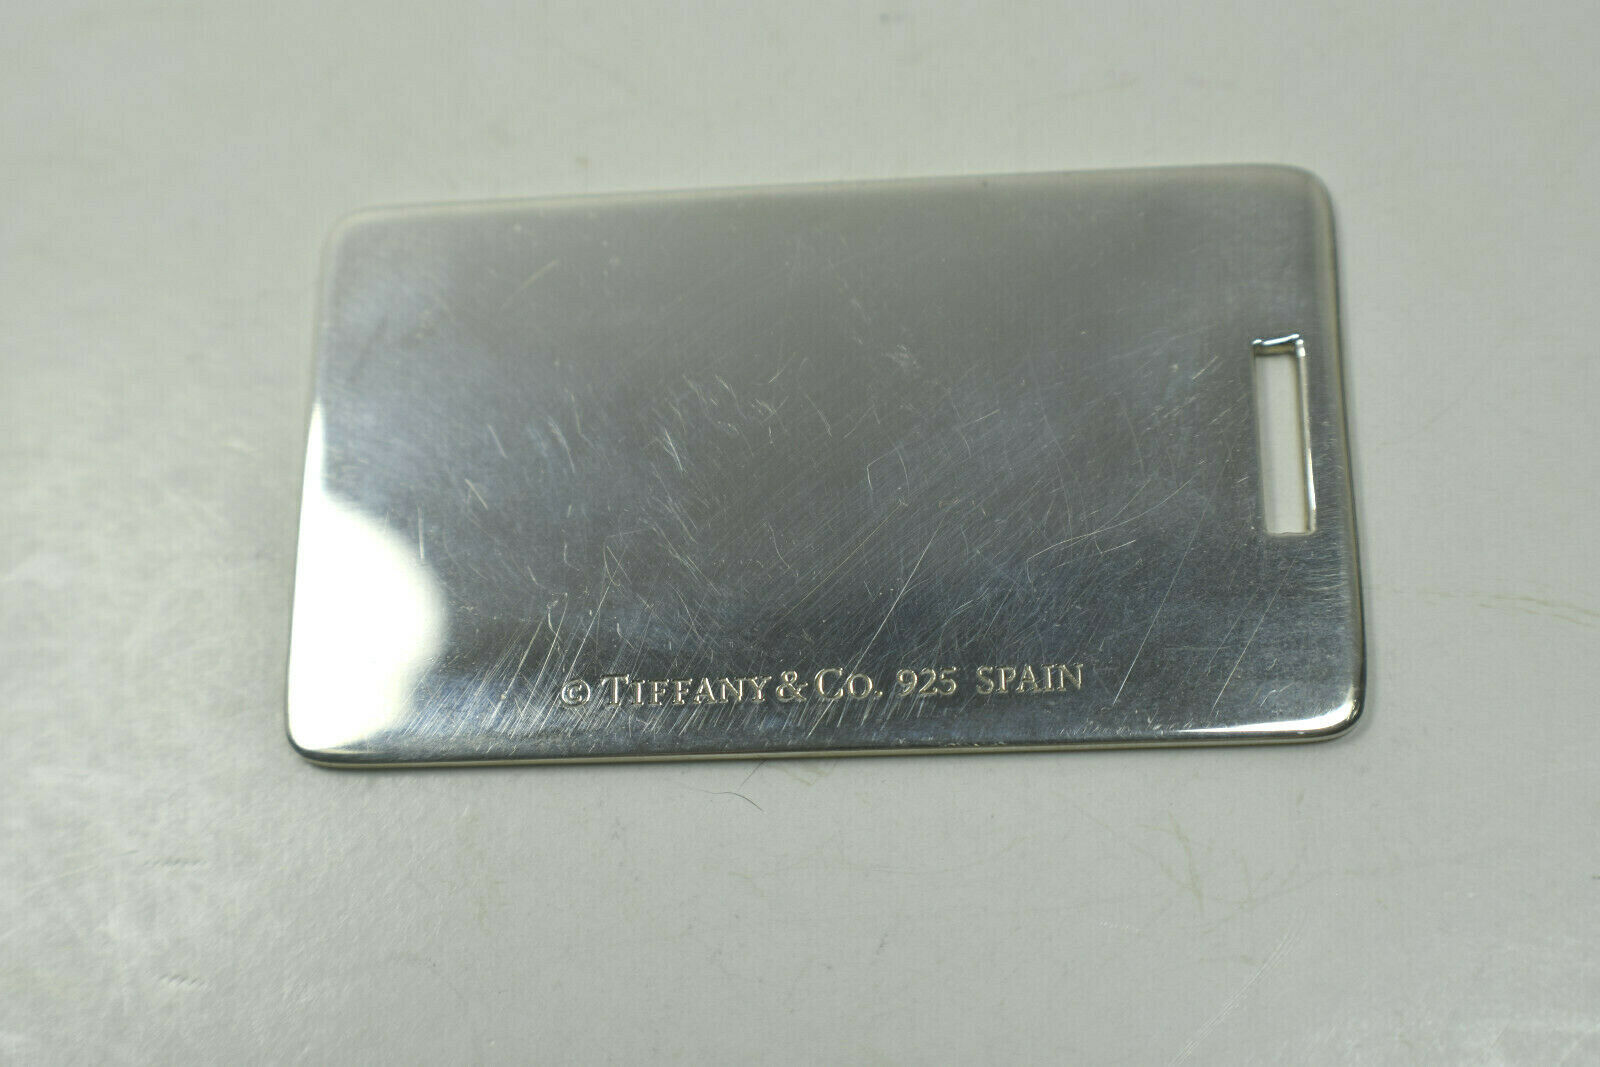 © TIFFANY & CO. 925 SPAIN